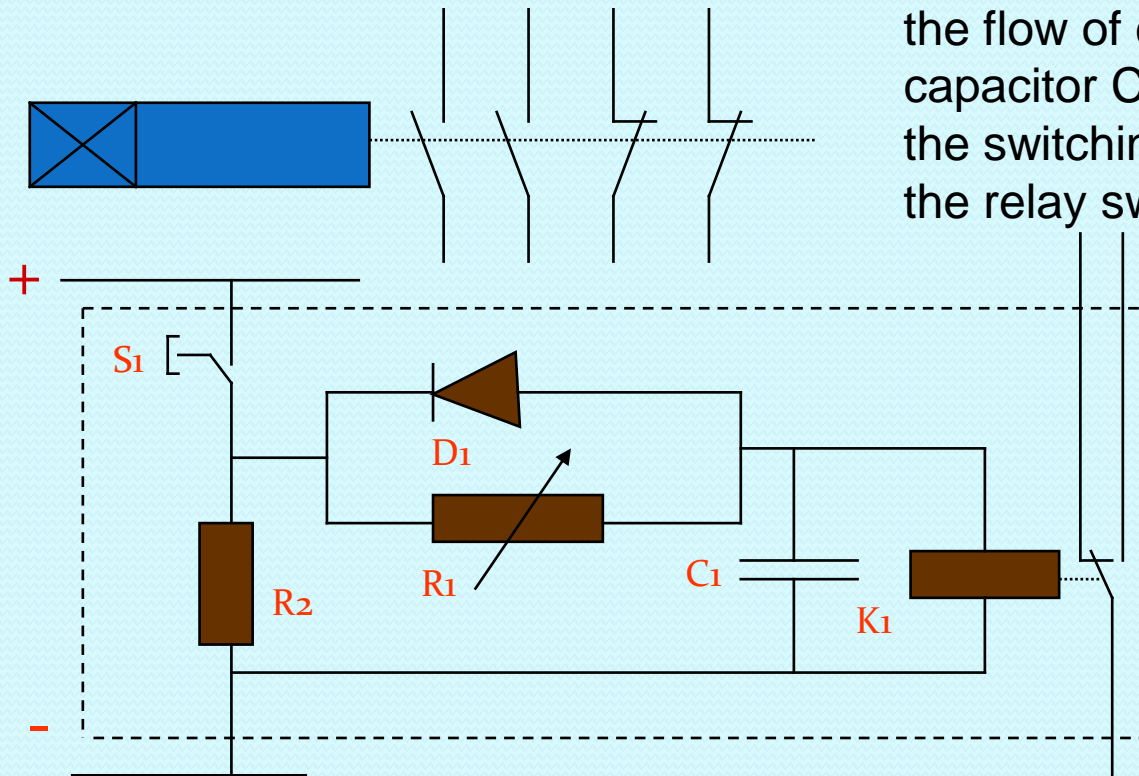 the flow of
capacitor C
the switchin
the relay sw
+
S1
D1
R1
C1
R2
K1
-